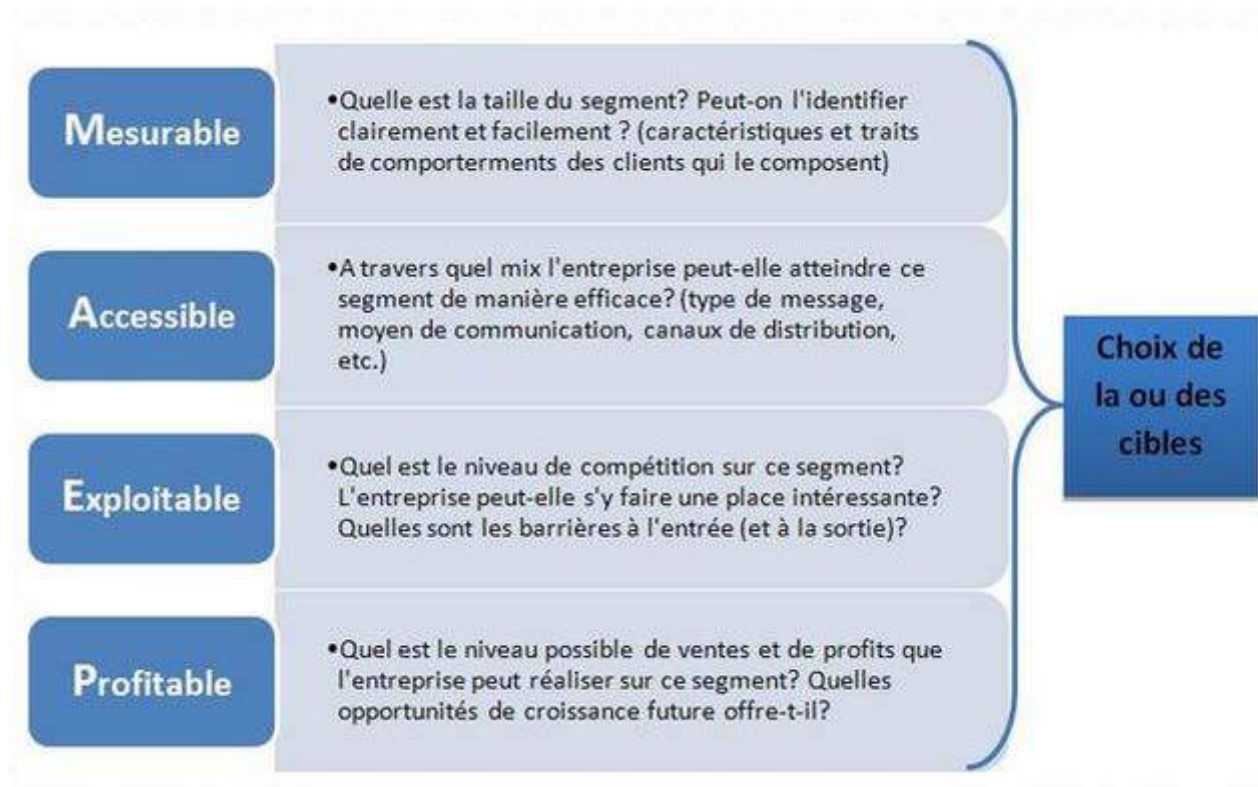 Mesurable
•Quelle est la taille du segment? Peut-on l'identifier
clairement et facilement ? (caractéristiques et traits
de comporterments des clients qui le composent)
Accessible
•A travers quel mix l'entreprise peut-elle atteindre ce
segment de manière efficace? (type de message,
moyen de communication, canaux de distribution,
etc.)
Exploitable
•Quel est le niveau de compétition sur ce segment?
L'entreprise peut-elle s'y faire une place intéressante?
Quelles sont les barrières à l'entrée (et à la sortie)?
Profitable
•Quel est le niveau possible de ventes et de profits que
l'entreprise peut réaliser sur ce segment? Quelles
opportunités de croissance future offre-t-il?
Choix de
la ou des
cibles